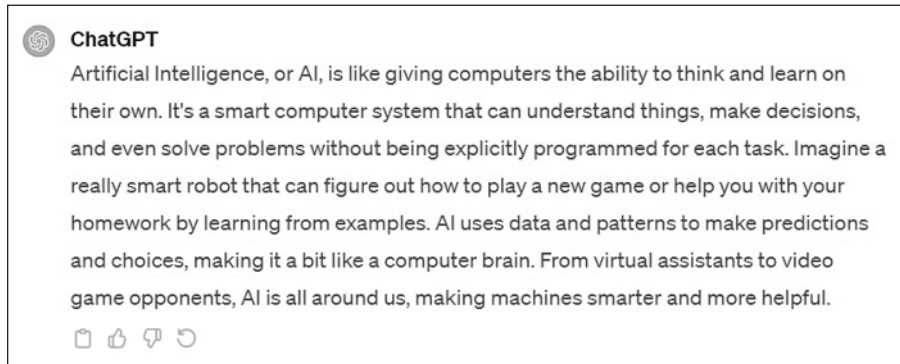 ChatGPT
Artificial Intelligence, or AI, is like giving computers the ability to think and learn on
their own. It's a smart computer system that can understand things, make decisions,
and even solve problems without being explicitly programmed for each task. Imagine a
really smart robot that can figure out how to play a new game or help you with your
homework by learning from examples. AI uses data and patterns to make predictions
and choices, making it a bit like a computer brain. From virtual assistants to video
game opponents, AI is all around us, making machines smarter and more helpful.